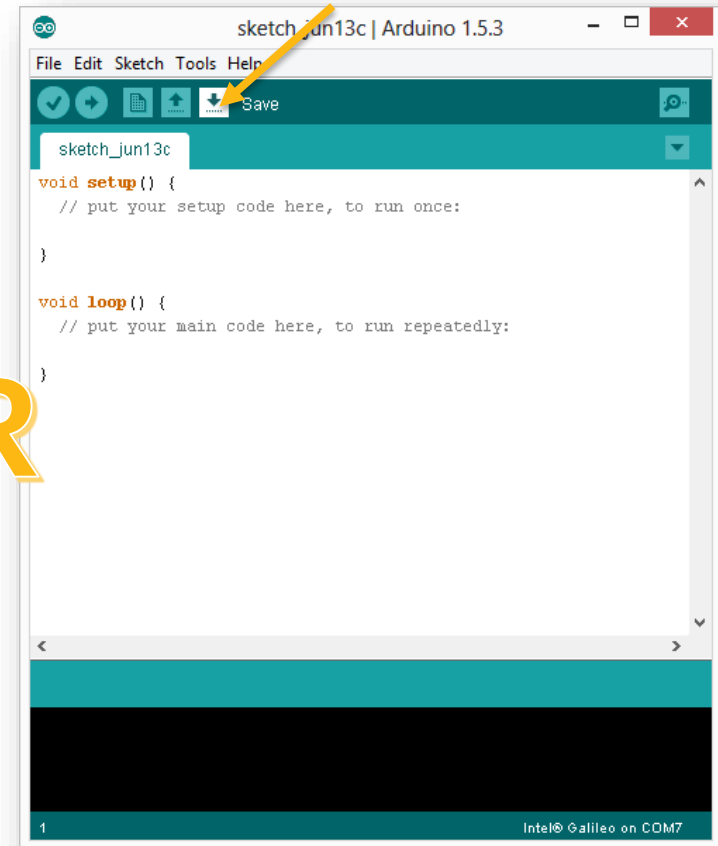 sketch_jun13c | Arduino 1.5.3
File Edit Sketch Tools Help
Save
sketch_jun13c
void setup() {
// put your setup code here, to run once:
}
void loop() {
// put your main code here, to run repeatedly:
}
R
1
Intel® Galileo on COM7